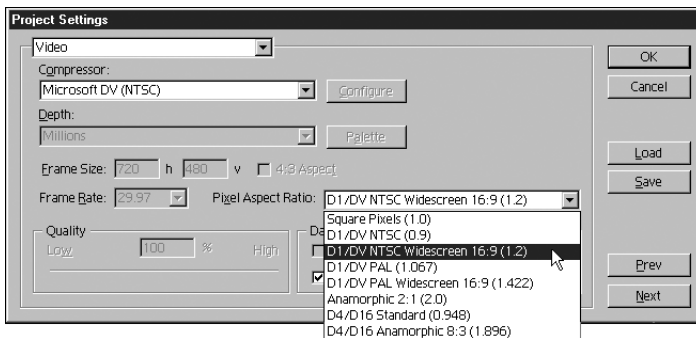 Project Settings
Video
OK
Compressor:
Cancel
Microsoft DV (NTSC)
Configure
Depth:
Millions
Palette
Load
Frame Size: 720 h 480 v 4:3 Aspect
Save
Frame Rate: 29.97 Pixel Aspect Ratio: D1/DV NTSC Widescreen 16:9 (1.2)
Square Pixels (1.0)
Quality
D1/DV NTSC (0.9)
Low 100 % High
D1/DV NTSC Widescreen 16:9 (1.2)
D1/DV PAL (1.067)
Prev
D1/DV PAL Widescreen 16:9 (1.422)
Anamorphic 2:1 (2.0)
Next
D4/D16 Standard (0.948)
D4/D16 Anamorphic 8:3 (1.896)